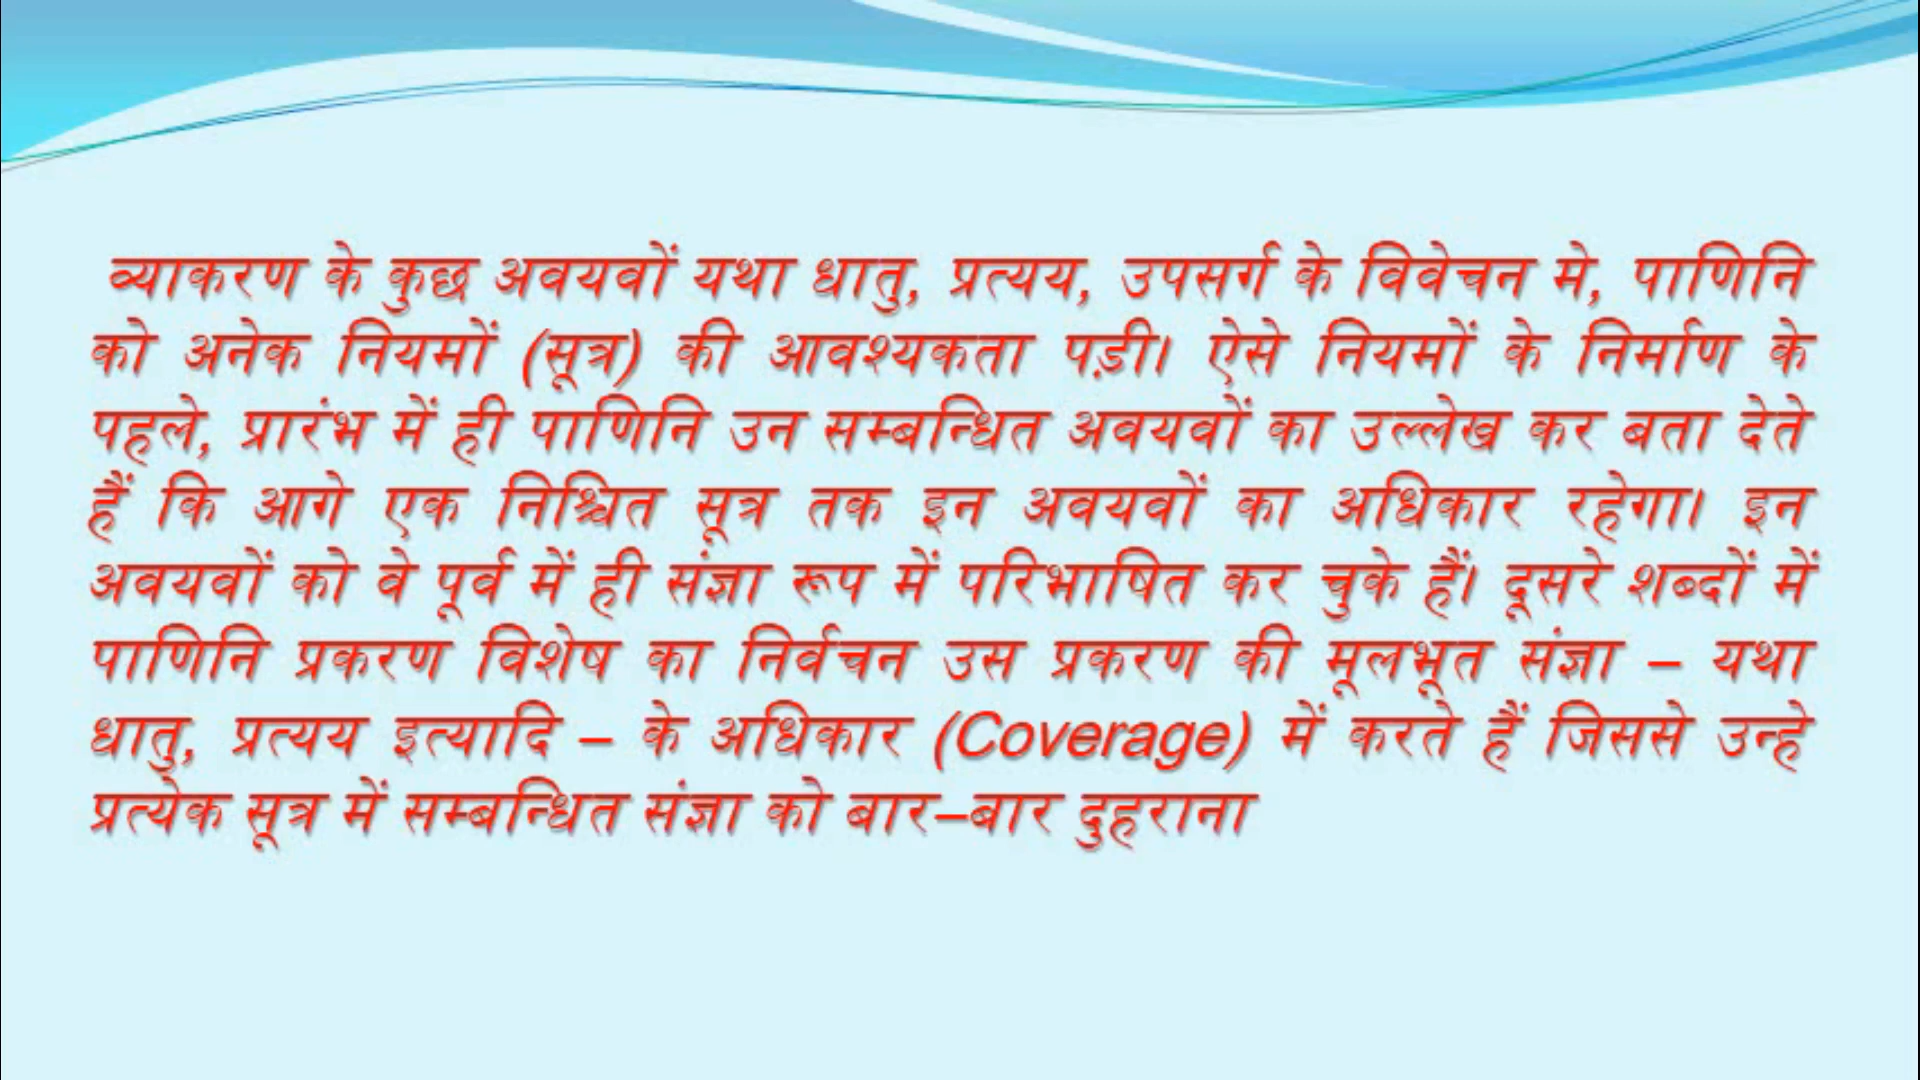 व्याकरण के कुछ अवयवों यथा धातु, प्रत्यय, उपसर्ग के विवेचन मे, पाणिनि
को अनेक नियमों (सूत्र) की आवश्यकता पड़ी। ऐसे नियमों के निर्माण के
पहले, प्रारंभ में ही पाणिनि उन सम्बन्धित अवयवों का उल्लेख कर बता देते
हैं कि आगे एक निश्चित सूत्र तक इन अवयवों का अधिकार रहेगा। इन
अवयवों को वे पूर्व में ही संज्ञा रूप में परिभाषित कर चुके हैं। दूसरे शब्दों में
पाणिनि प्रकरण विशेष का निर्वचन उस प्रकरण की मूलभूत संज्ञा – यथा
धातु, प्रत्यय इत्यादि – के अधिकार (Coverage) में करते हैं जिससे उन्हे
प्रत्येक सूत्र में सम्बन्धित संज्ञा को बार–बार दुहराना